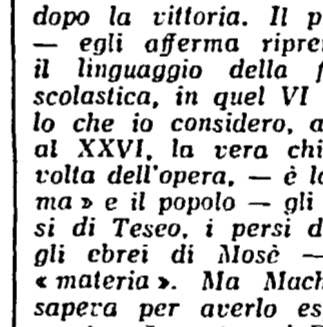 dopo la vittoria. Il p
— egli afferma ripre
il linguaggio della f
scolastica, in quel VI
lo che io considero, a
al XXVI, la vera chi
volta dell'opera, — è l
ma » e il popolo — gli
si di Teseo, i persi d
gli ebrei di Mosè —
« materia ». Ma Mach
sapeva per averlo es